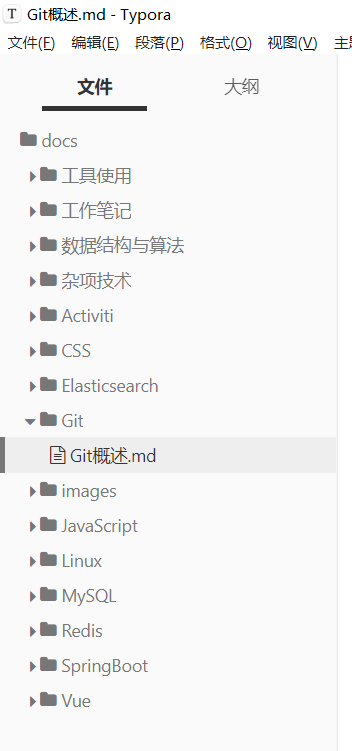 T Git概述.md - Typora
文件(F) 编辑(E) 段落(P) 格式(O) 视图(V)
文件 大纲
docs
工具使用
工作笔记
数据结构与算法
杂项技术
Activiti
CSS
Elasticsearch
Git
Git概述.md
images
JavaScript
Linux
MySQL
Redis
SpringBoot
Vue